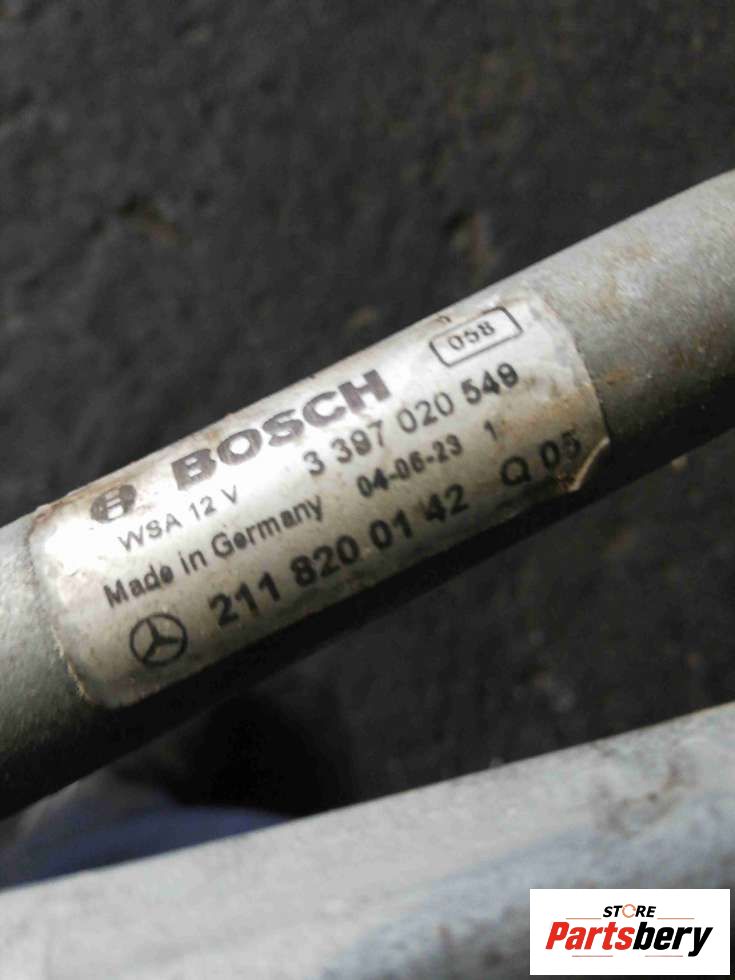 058
BOSCH 3 397 020 549
WSA 12 V 04-06-23 1
Made in Germany Q 05
211 820 01 42
STORE
Partsbery